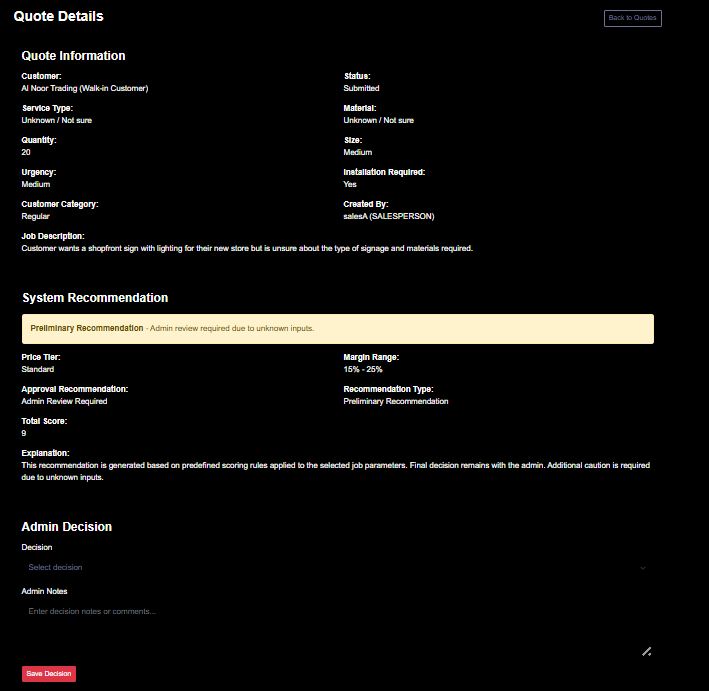 Quote Details
Back to Quotes
Quote Information
Customer:
Al Noor Trading (Walk-in Customer)
Status:
Submitted
Service Type:
Unknown / Not sure
Material:
Unknown / Not sure
Quantity:
20
Size:
Medium
Urgency:
Medium
Installation Required:
Yes
Customer Category:
Regular
Created By:
salesA (SALESPERSON)
Job Description:
Customer wants a shopfront sign with lighting for their new store but is unsure about the type of signage and materials required.
System Recommendation
Preliminary Recommendation - Admin review required due to unknown inputs.
Price Tier:
Standard
Margin Range:
15% - 25%
Approval Recommendation:
Admin Review Required
Recommendation Type:
Preliminary Recommendation
Total Score:
9
Explanation:
This recommendation is generated based on predefined scoring rules applied to the selected job parameters. Final decision remains with the admin. Additional caution is required
due to unknown inputs.
Admin Decision
Decision
Select decision
Admin Notes
Enter decision notes or comments...
Save Decision